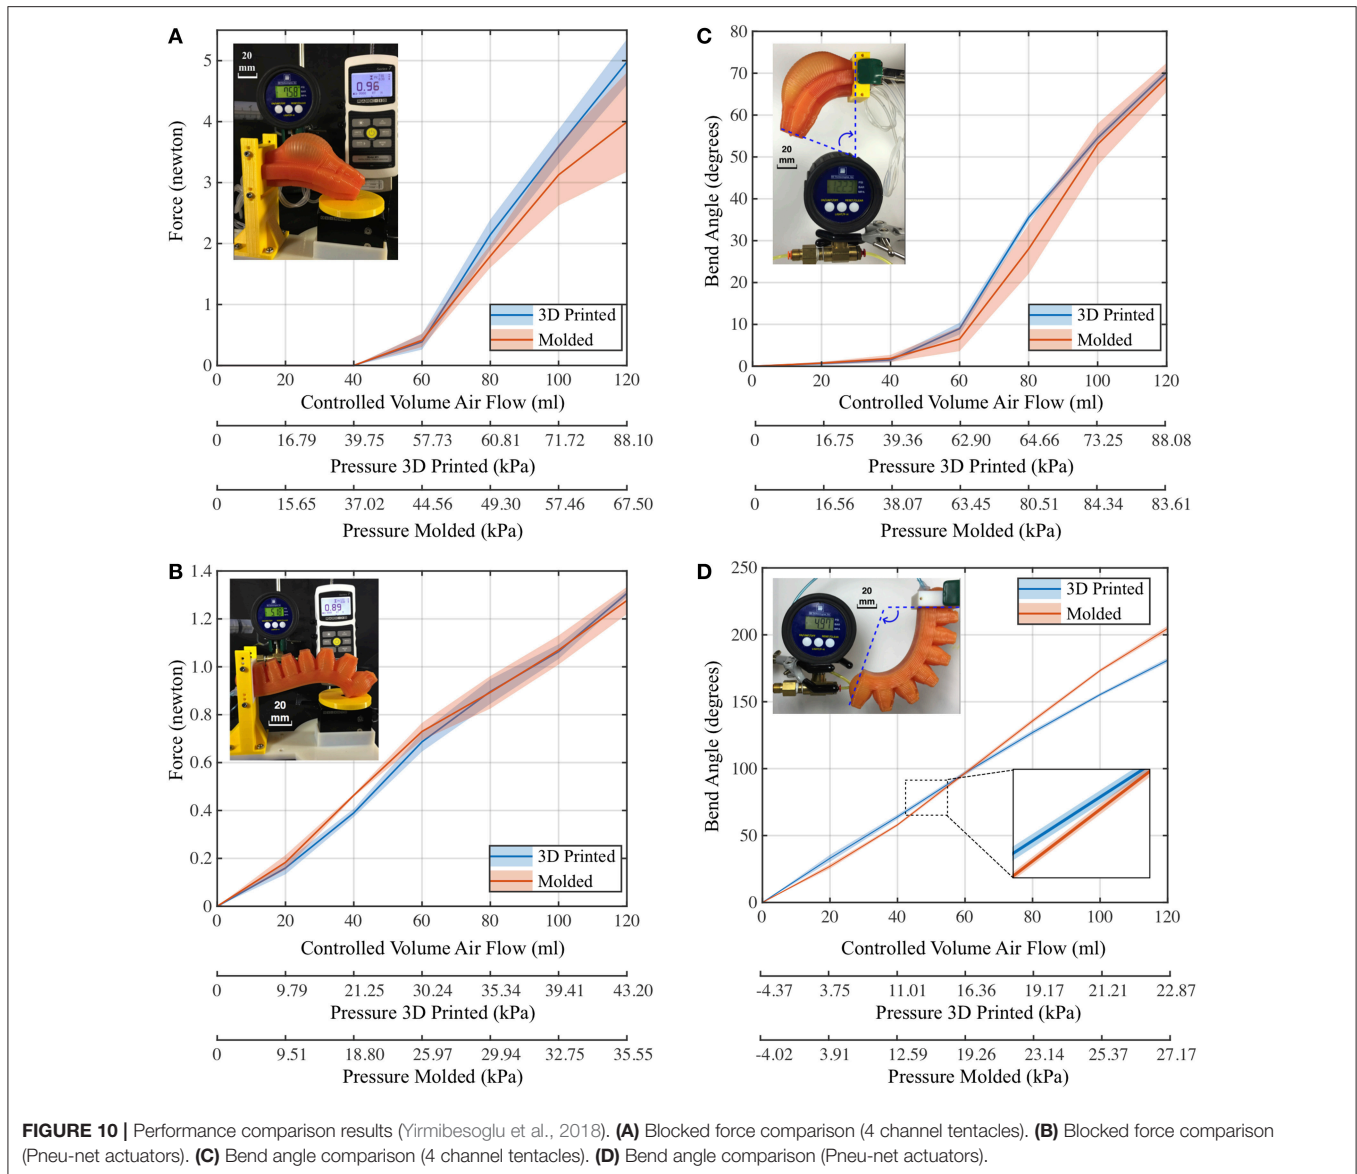 A
20
mm
758
0.96
Force (newton)
5
4
3
2
1
0
3D Printed
Molded
0 20 40 60 80 100 120
Controlled Volume Air Flow (ml)
0 16.79 39.75 57.73 60.81 71.72 88.10
Pressure 3D Printed (kPa)
0 15.65 37.02 44.56 49.30 57.46 67.50
Pressure Molded (kPa)
C
20
mm
Bend Angle (degrees)
80
70
60
50
40
30
20
10
0
3D Printed
Molded
0 20 40 60 80 100 120
Controlled Volume Air Flow (ml)
0 16.75 39.36 62.90 64.66 73.25 88.08
Pressure 3D Printed (kPa)
0 16.56 38.07 63.45 80.51 84.34 83.61
Pressure Molded (kPa)
B
0.89
20
mm
Force (newton)
1.4
1.2
1.0
0.8
0.6
0.4
0.2
0
3D Printed
Molded
0 20 40 60 80 100 120
Controlled Volume Air Flow (ml)
0 9.79 21.25 30.24 35.34 39.41 43.20
Pressure 3D Printed (kPa)
0 9.51 18.80 25.97 29.94 32.75 35.55
Pressure Molded (kPa)
D
20
mm
497
Bend Angle (degrees)
250
200
150
100
50
0
3D Printed
Molded
0 20 40 60 80 100 120
Controlled Volume Air Flow (ml)
-4.37 3.75 11.01 16.36 19.17 21.21 22.87
Pressure 3D Printed (kPa)
-4.02 3.91 12.59 19.26 23.14 25.37 27.17
Pressure Molded (kPa)
FIGURE 10 | Performance comparison results (Yirmibesoglu et al., 2018). (A) Blocked force comparison (4 channel tentacles). (B) Blocked force comparison
(Pneu-net actuators). (C) Bend angle comparison (4 channel tentacles). (D) Bend angle comparison (Pneu-net actuators).